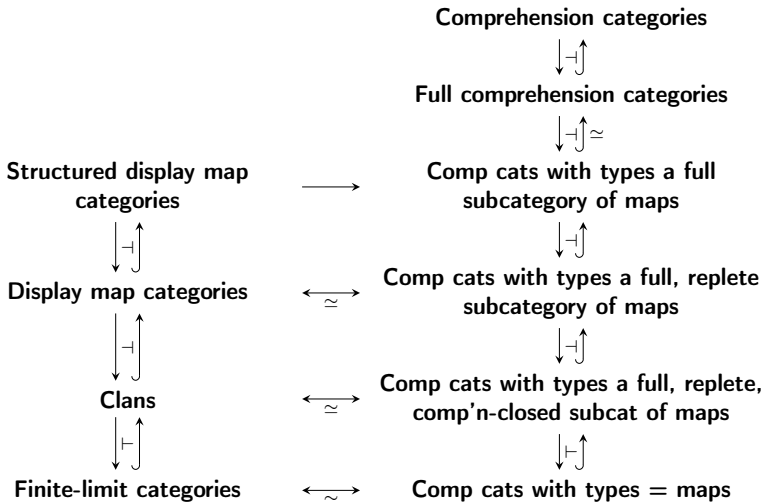 Comprehension categories
⊣
Full comprehension categories
⊣ ≃
Structured display map
categories
Comp cats with types a full
subcategory of maps
⊣
⊣
Display map categories
≃
Comp cats with types a full, replete
subcategory of maps
⊣
⊣
Clans
≃
Comp cats with types a full, replete,
comp'n-closed subcat of maps
⊢
⊢
Finite-limit categories
≃
Comp cats with types = maps